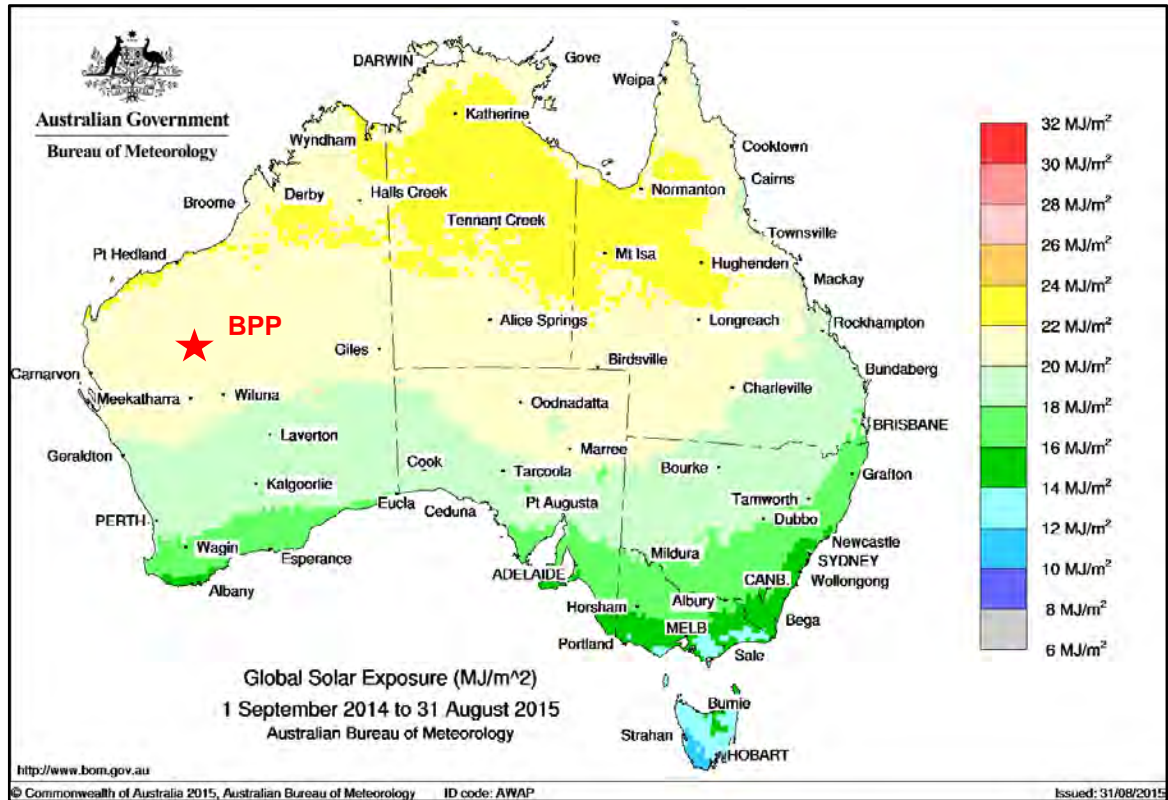 Australian Government
Bureau of Meteorology
DARWIN
Gove
Weipa
Katherine
Wyndham
Cooktown
Cairns
Derby
Halls Creek
Normanton
Broome
Tennant Creek
Townsville
Pt Hedland
Mt Isa
Hughenden
Mackay
BPP
Alice Springs
Longreach
Rockhampton
Giles
Birdsville
Carnarvon
Bundaberg
Meekatharra
Wiluna
Charleville
Oodnadatta
BRISBANE
Laverton
Geraldton
Marree
Cook
Tarcoola
Bourke
Grafton
Kalgoorlie
Eucla
Pt Augusta
Tamworth
Ceduna
PERTH
Dubbo
Wagin
Esperance
Mildura
Newcastle
SYDNEY
ADELAIDE
CANB.
Wollongong
Albany
Horsham
Albury
Bega
Portland
MELB
Sale
32 MJ/m²
30 MJ/m²
28 MJ/m²
26 MJ/m²
24 MJ/m²
22 MJ/m²
20 MJ/m²
18 MJ/m²
16 MJ/m²
14 MJ/m²
12 MJ/m²
10 MJ/m²
8 MJ/m²
6 MJ/m²
Global Solar Exposure (MJ/m^2)
1 September 2014 to 31 August 2015
Australian Bureau of Meteorology
Burnie
Strahan
HOBART
http://www.bom.gov.au
© Commonwealth of Australia 2015, Australian Bureau of Meteorology ID code: AWAP Issued: 31/08/2015